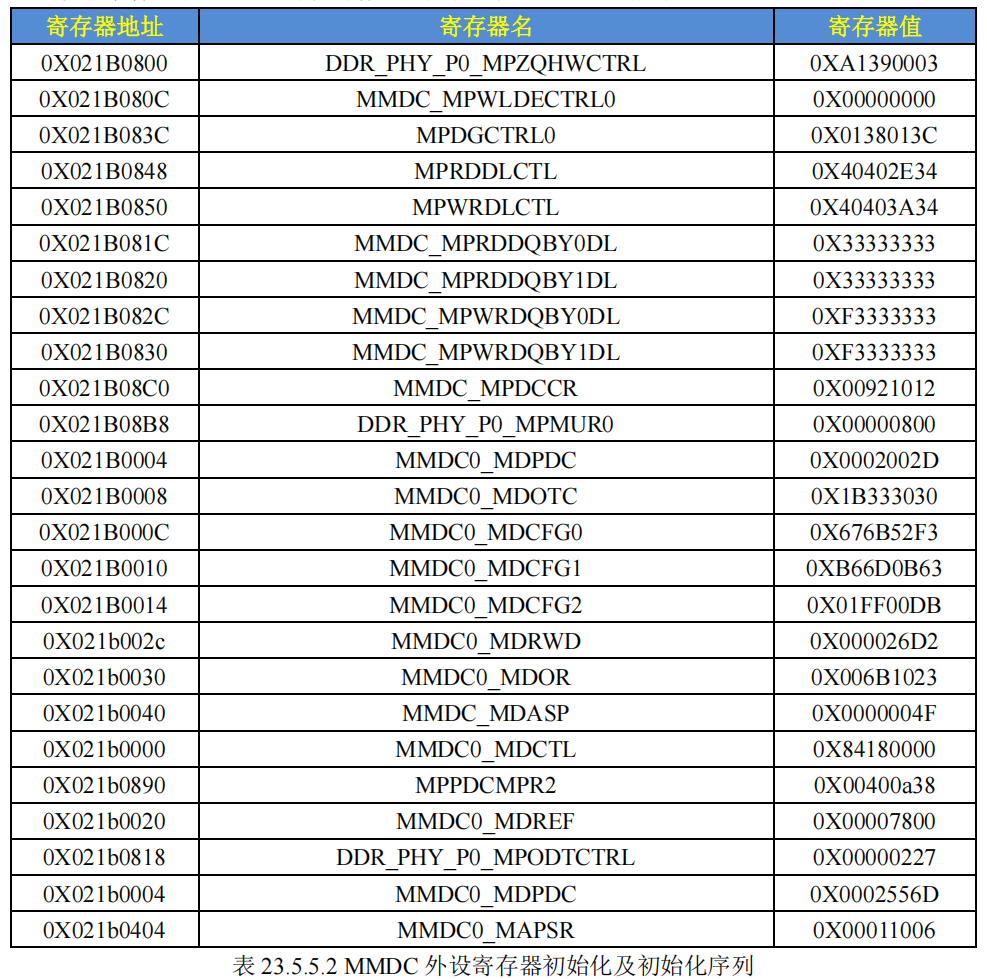 寄存器地址 寄存器名 寄存器值
0X021B0800 DDR_PHY_P0_MPZQHWCTRL 0XA1390003
0X021B080C MMDC_MPWLDECTRL0 0X00000000
0X021B083C MPDGCTRL0 0X0138013C
0X021B0848 MPRDDLCTL 0X40402E34
0X021B0850 MPWRDLCTL 0X40403A34
0X021B081C MMDC_MPRDDQBY0DL 0X33333333
0X021B0820 MMDC_MPRDDQBY1DL 0X33333333
0X021B082C MMDC_MPWRDQBY0DL 0XF3333333
0X021B0830 MMDC_MPWRDQBY1DL 0XF3333333
0X021B08C0 MMDC_MPDCCR 0X00921012
0X021B08B8 DDR_PHY_P0_MPMUR0 0X00000800
0X021B0004 MMDC0_MDPDC 0X0002002D
0X021B0008 MMDC0_MDOTC 0X1B333030
0X021B000C MMDC0_MDCFG0 0X676B52F3
0X021B0010 MMDC0_MDCFG1 0XB66D0B63
0X021B0014 MMDC0_MDCFG2 0X01FF00DB
0X021b002c MMDC0_MDRWD 0X000026D2
0X021b0030 MMDC0_MDOR 0X006B1023
0X021b0040 MMDC_MDASP 0X0000004F
0X021b0000 MMDC0_MDCTL 0X84180000
0X021b0890 MPPDCMPR2 0X00400a38
0X021b0020 MMDC0_MDREF 0X00007800
0X021b0818 DDR_PHY_P0_MPODTCTRL 0X00000227
0X021b0004 MMDC0_MDPDC 0X0002556D
0X021b0404 MMDC0_MAPSR 0X00011006
表 23.5.5.2 MMDC 外设寄存器初始化及初始化序列